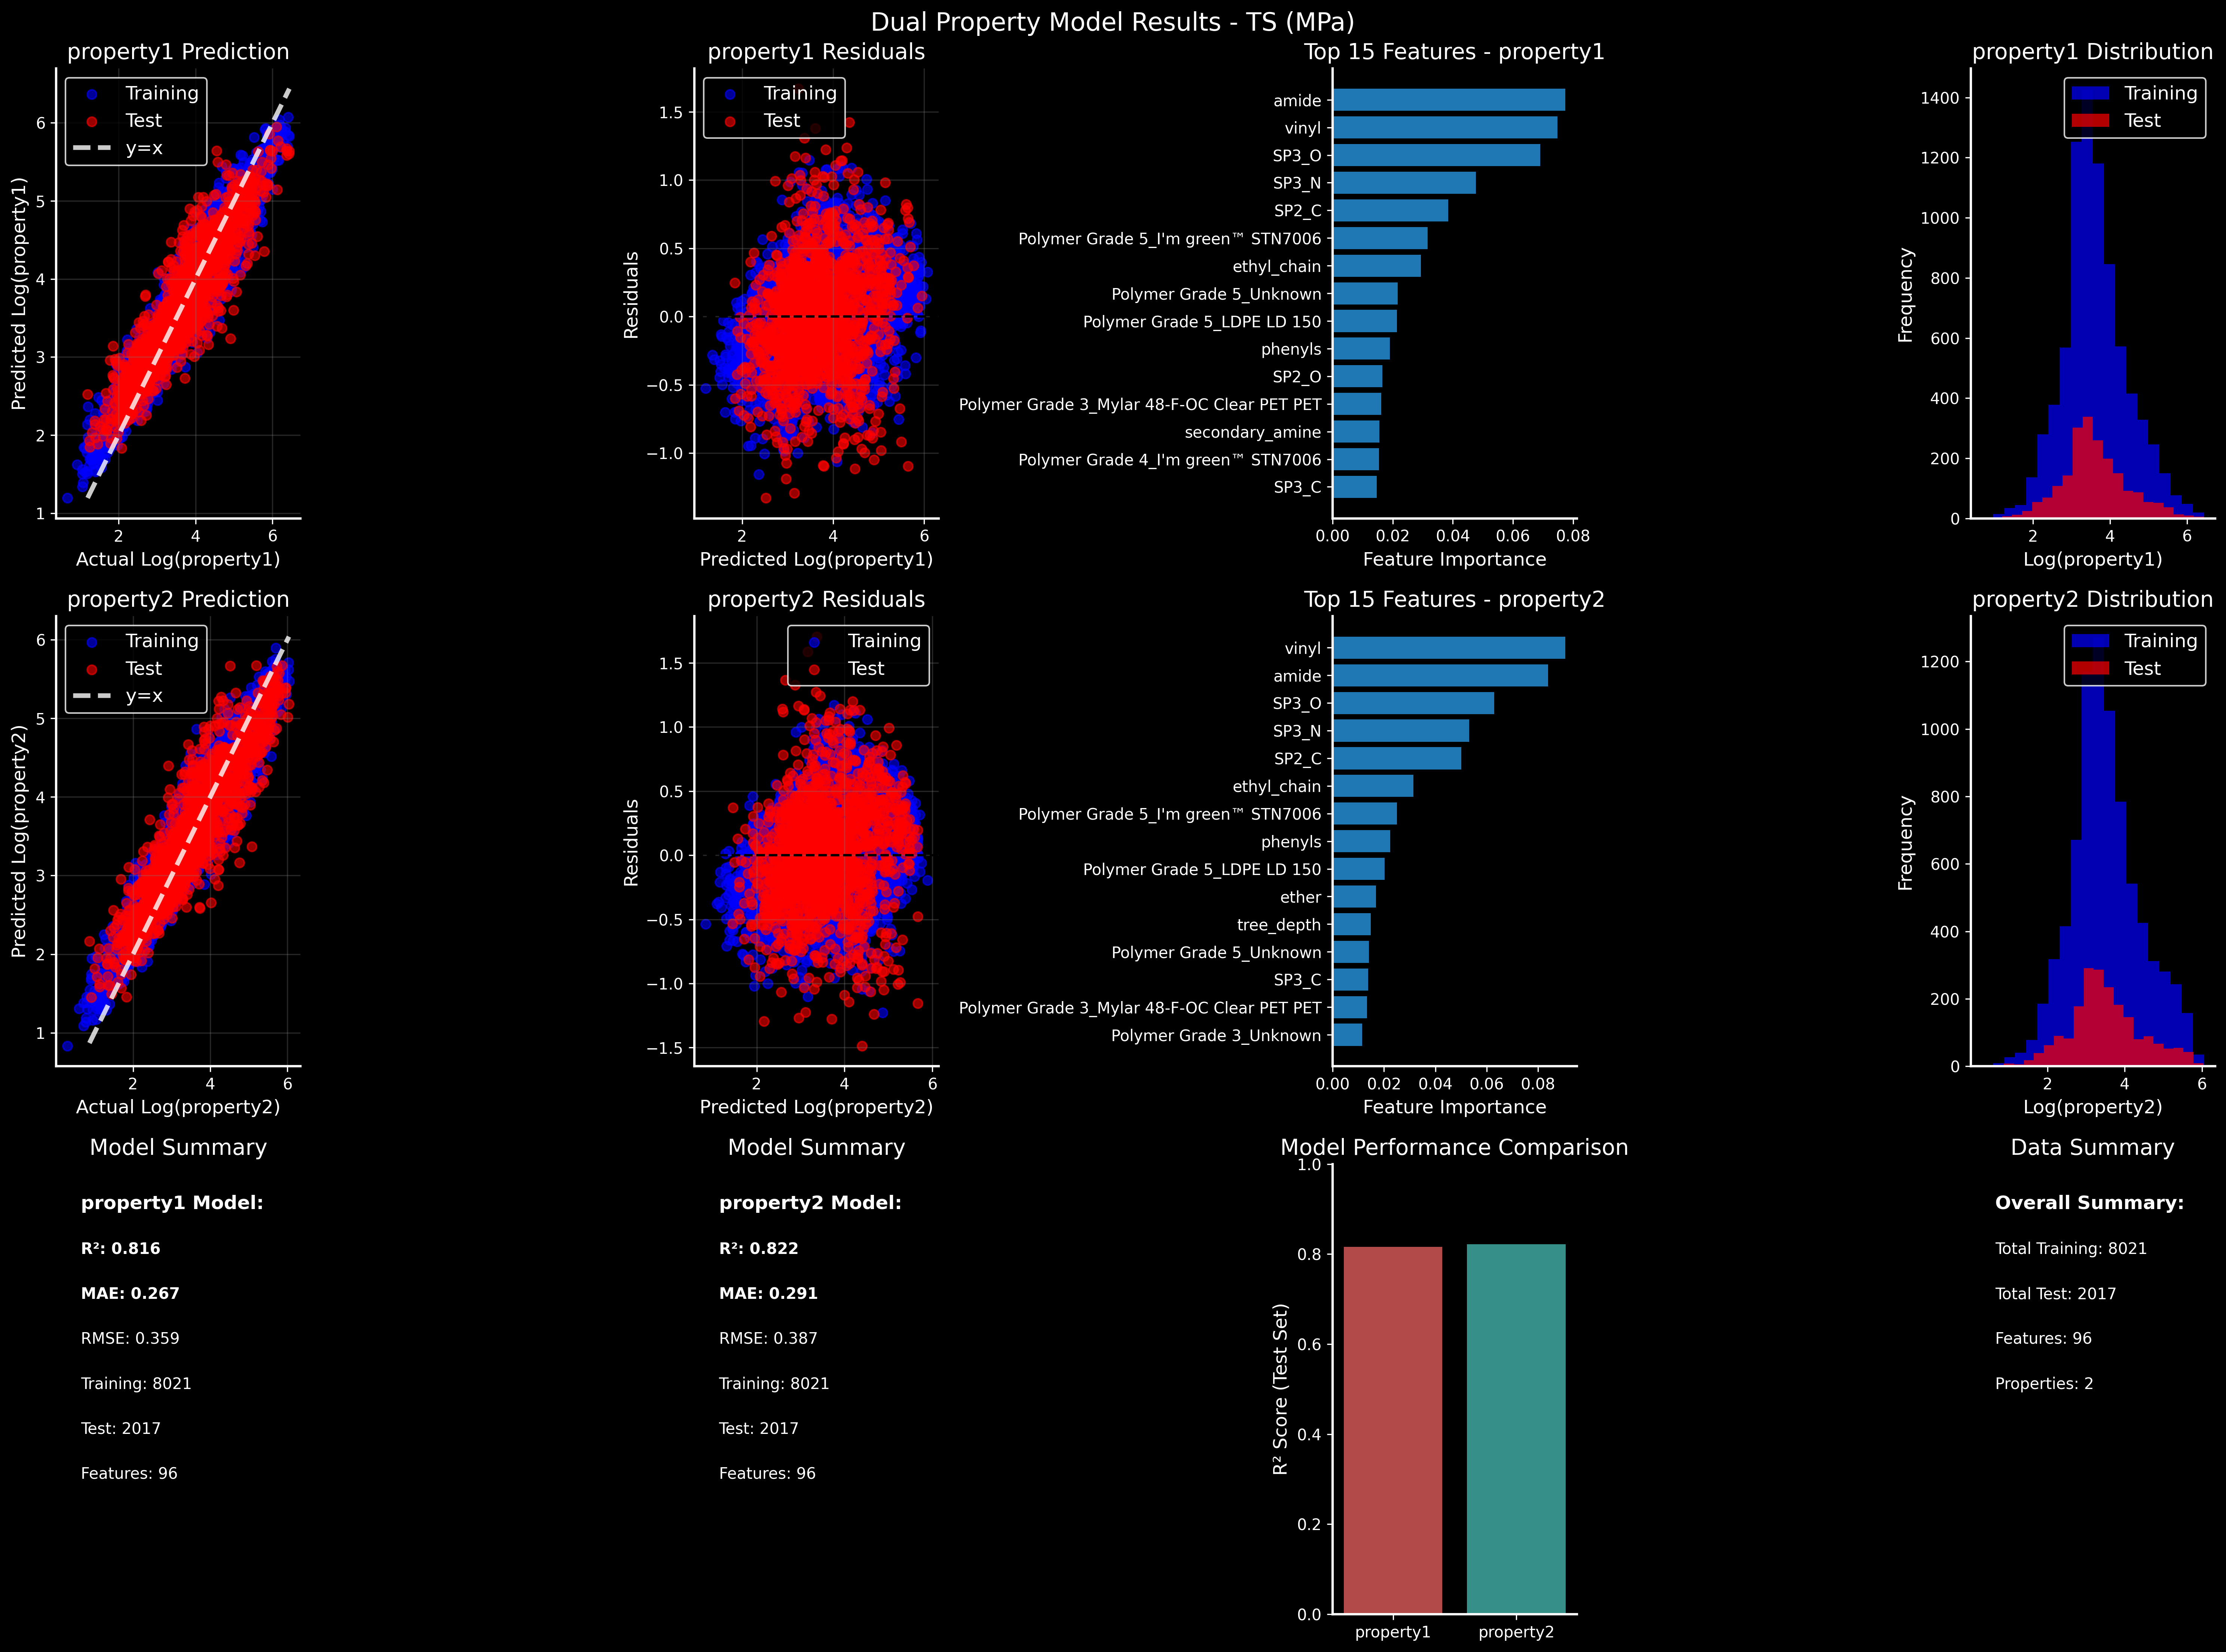 Dual Property Model Results - TS (MPa)
property1 Prediction
Training
Test
y=x
6
5
4
3
2
1
2
4
6
Predicted Log(property1)
Actual Log(property1)
property1 Residuals
Training
Test
1.5
1.0
0.5
0.0
−0.5
−1.0
2
4
6
Residuals
Predicted Log(property1)
Top 15 Features - property1
amide
vinyl
SP3_O
SP3_N
SP2_C
Polymer Grade 5_I'm green™ STN7006
ethyl_chain
Polymer Grade 5_Unknown
Polymer Grade 5_LDPE LD 150
phenyls
SP2_O
Polymer Grade 3_Mylar 48-F-OC Clear PET PET
secondary_amine
Polymer Grade 4_I'm green™ STN7006
SP3_C
0.00
0.02
0.04
0.06
0.08
Feature Importance
property1 Distribution
Training
Test
1400
1200
1000
800
600
400
200
0
2
4
6
Frequency
Log(property1)
property2 Prediction
Training
Test
y=x
6
5
4
3
2
1
2
4
6
Predicted Log(property2)
Actual Log(property2)
property2 Residuals
Training
Test
1.5
1.0
0.5
0.0
−0.5
−1.0
−1.5
2
4
6
Residuals
Predicted Log(property2)
Top 15 Features - property2
vinyl
amide
SP3_O
SP3_N
SP2_C
ethyl_chain
Polymer Grade 5_I'm green™ STN7006
phenyls
Polymer Grade 5_LDPE LD 150
ether
tree_depth
Polymer Grade 5_Unknown
SP3_C
Polymer Grade 3_Mylar 48-F-OC Clear PET PET
Polymer Grade 3_Unknown
0.00
0.02
0.04
0.06
0.08
Feature Importance
property2 Distribution
Training
Test
1200
1000
800
600
400
200
0
2
4
6
Frequency
Log(property2)
Model Summary
property1 Model:
R²: 0.816
MAE: 0.267
RMSE: 0.359
Training: 8021
Test: 2017
Features: 96
Model Summary
property2 Model:
R²: 0.822
MAE: 0.291
RMSE: 0.387
Training: 8021
Test: 2017
Features: 96
Model Performance Comparison
1.0
0.8
0.6
0.4
0.2
0.0
R² Score (Test Set)
property1
property2
Data Summary
Overall Summary:
Total Training: 8021
Total Test: 2017
Features: 96
Properties: 2